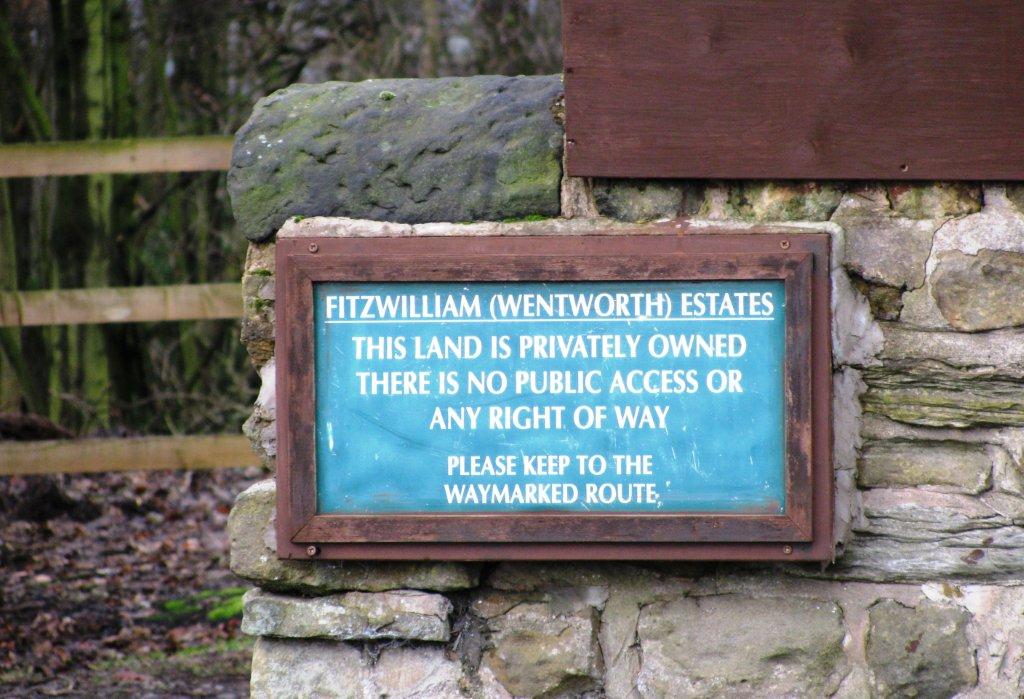 FITZWILLIAM (WENTWORTH) ESTATES
THIS LAND IS PRIVATELY OWNED
THERE IS NO PUBLIC ACCESS OR
ANY RIGHT OF WAY
PLEASE KEEP TO THE
WAYMARKED ROUTE,